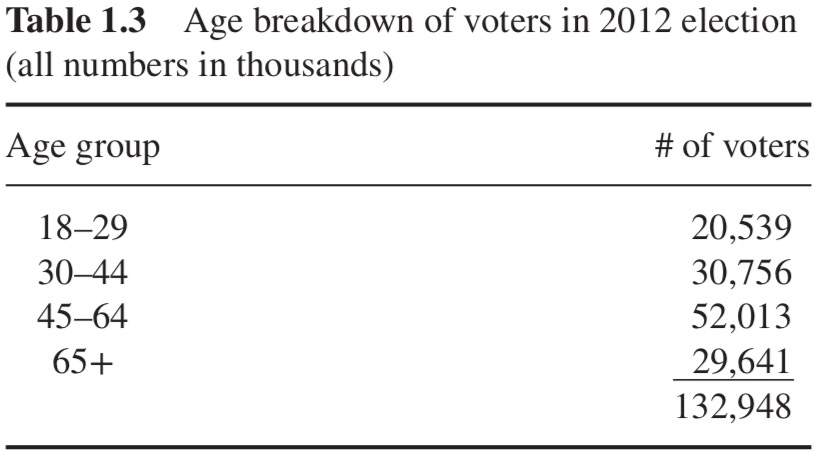 Table 1.3 Age breakdown of voters in 2012 election
(all numbers in thousands)
Age group # of voters
18–29 20,539
30–44 30,756
45–64 52,013
65+ 29,641
132,948